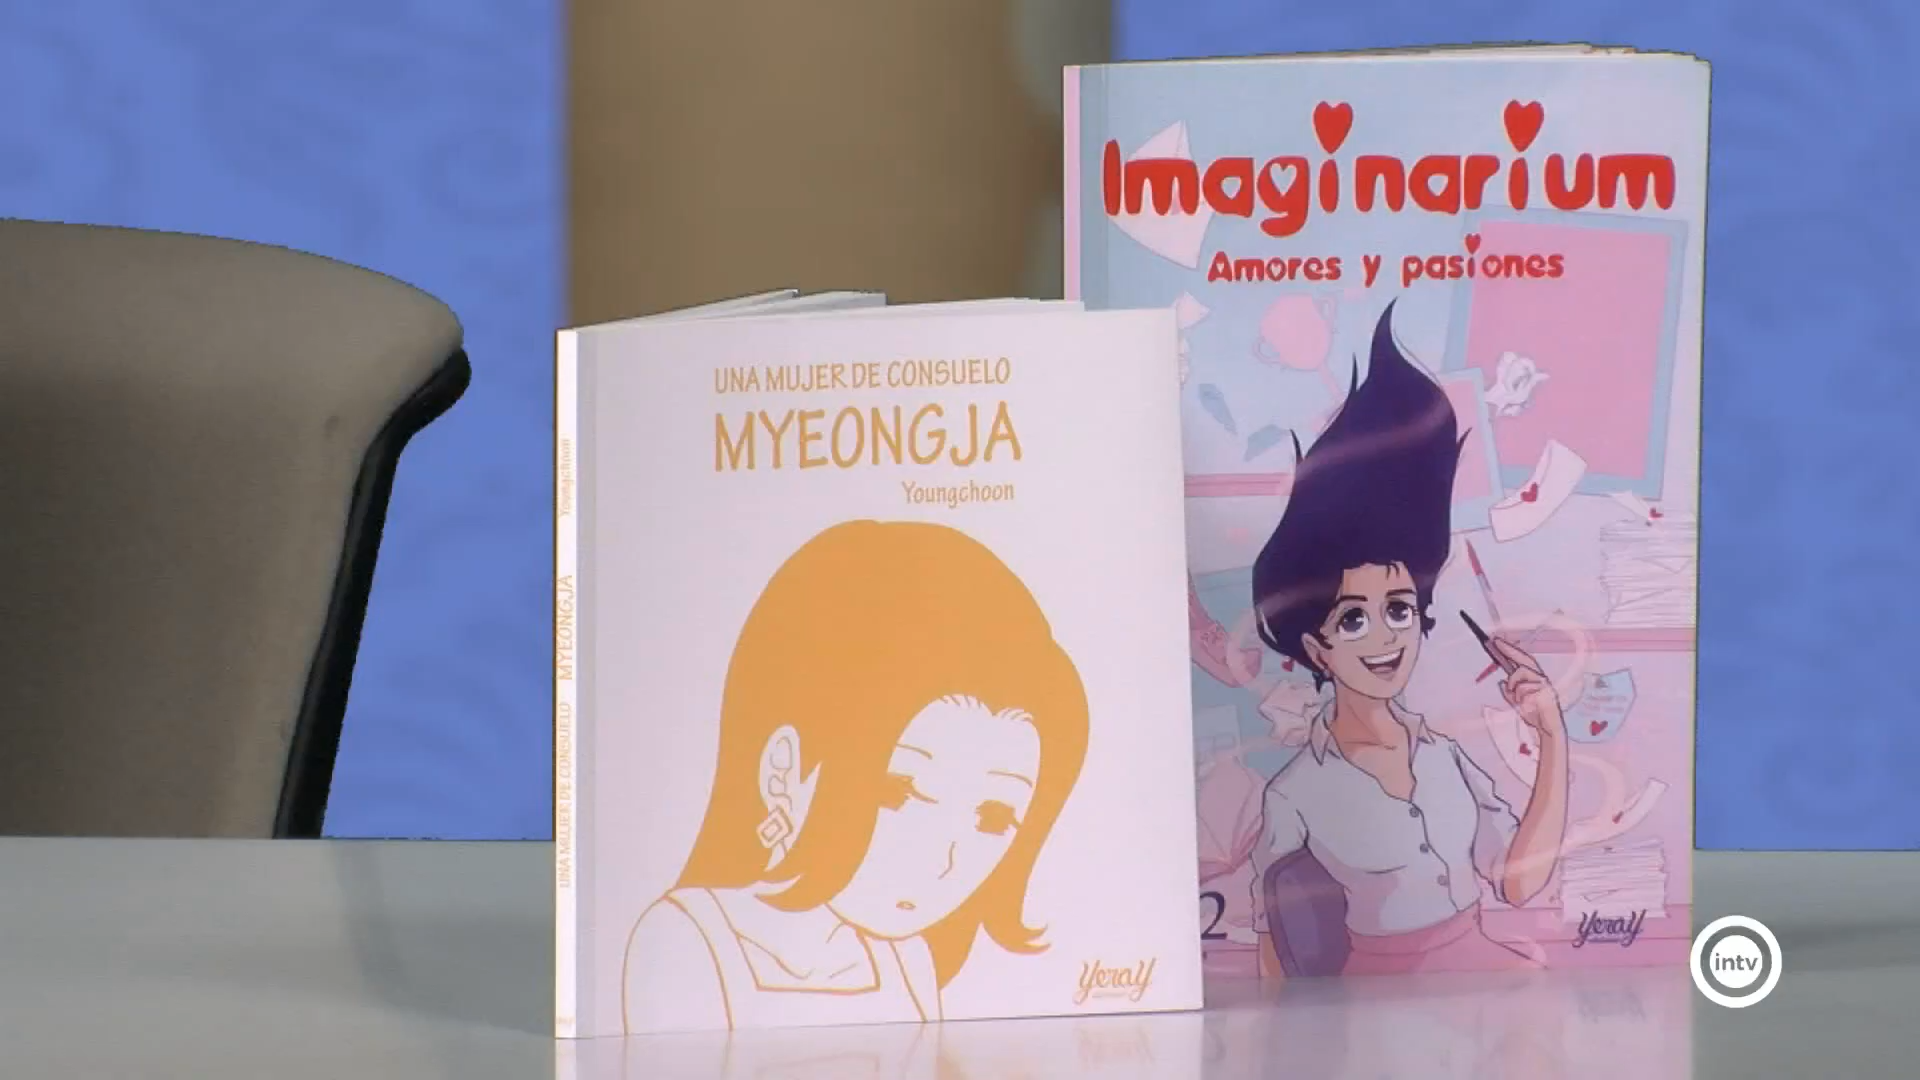 UNA MUJER DE CONSUELO
MYEONGJA
Youngchoon
yeray
UNA MUJER DE CONSUELO MYEONGJA Youngchoon
Imaginarium
Amores y pasiones
2
yeray
intv